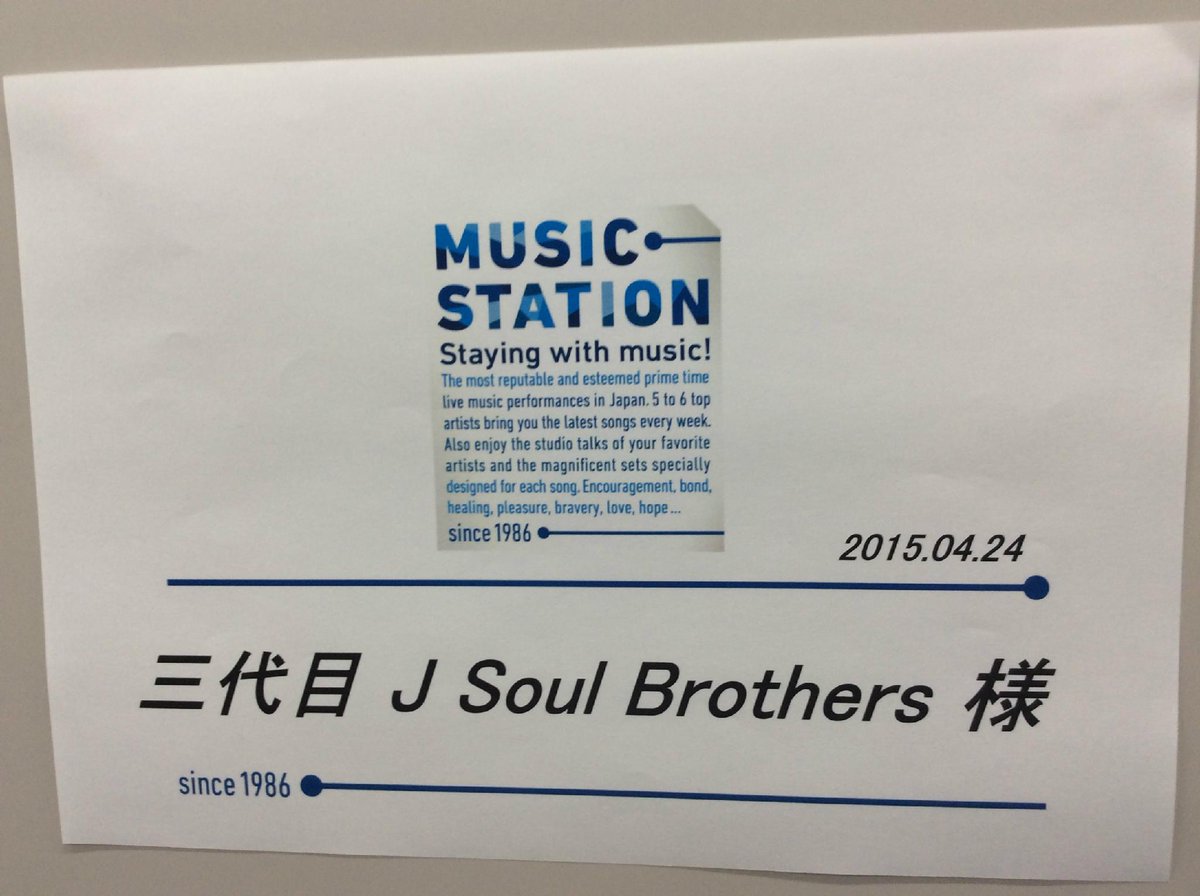 MUSIC
STATION
Staying with music!
The most reputable and esteemed prime time
live music performances in Japan. 5 to 6 top
artists bring you the latest songs every week.
Also enjoy the studio talks of your favorite
artists and the magnificent sets specially
designed for each song. Encouragement, bond,
healing, pleasure, bravery, love, hope...
since 1986
2015.04.24
三代目 J Soul Brothers 様
since 1986